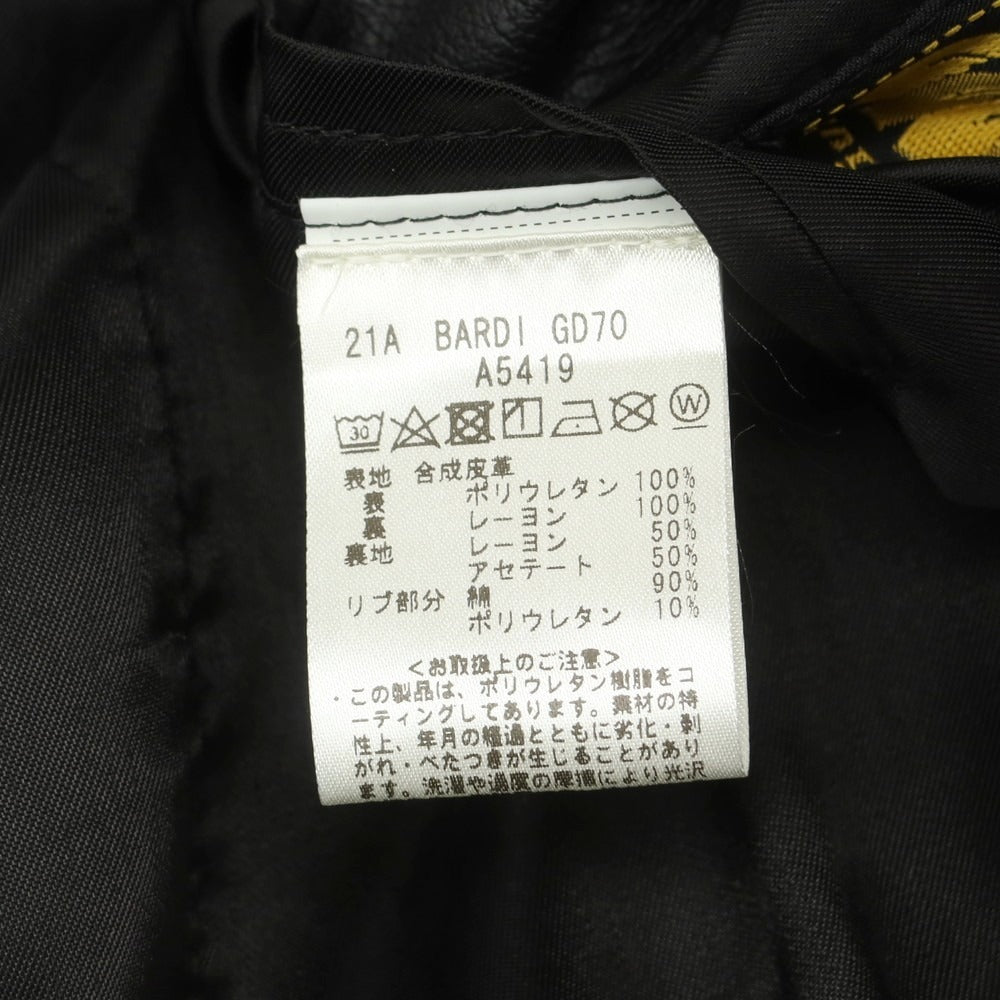 21A BARDI GD70
A5419
30 W
表地 合成皮革
表 ポリウレタン 100%
裏 レーヨン 100%
裏地 レーヨン 50%
アセテート 50%
リブ部分 綿 90%
ポリウレタン 10%
<お取扱上のご注意>
・この製品は、ポリウレタン樹脂をコ
ーティングしてあります。素材の特
性上、年月の経過とともに劣化・剥
がれ・べたつきが生じることがあり
ます。洗濯や過度の摩擦により光沢